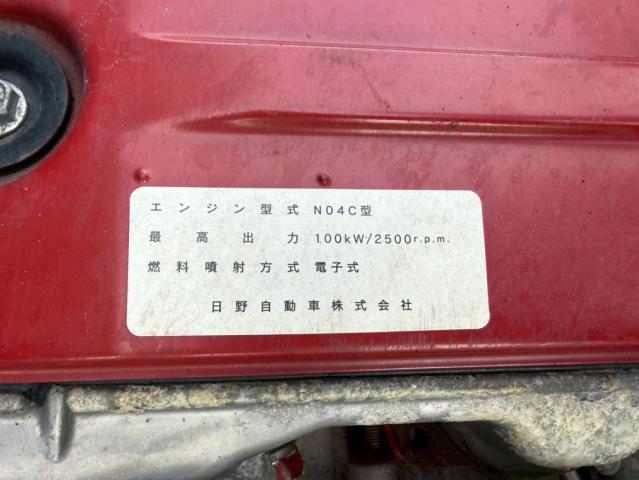 エンジン型式 N04C型
最高出力 100kW/2500r.p.m.
燃料噴射方式 電子式
日野自動車株式会社